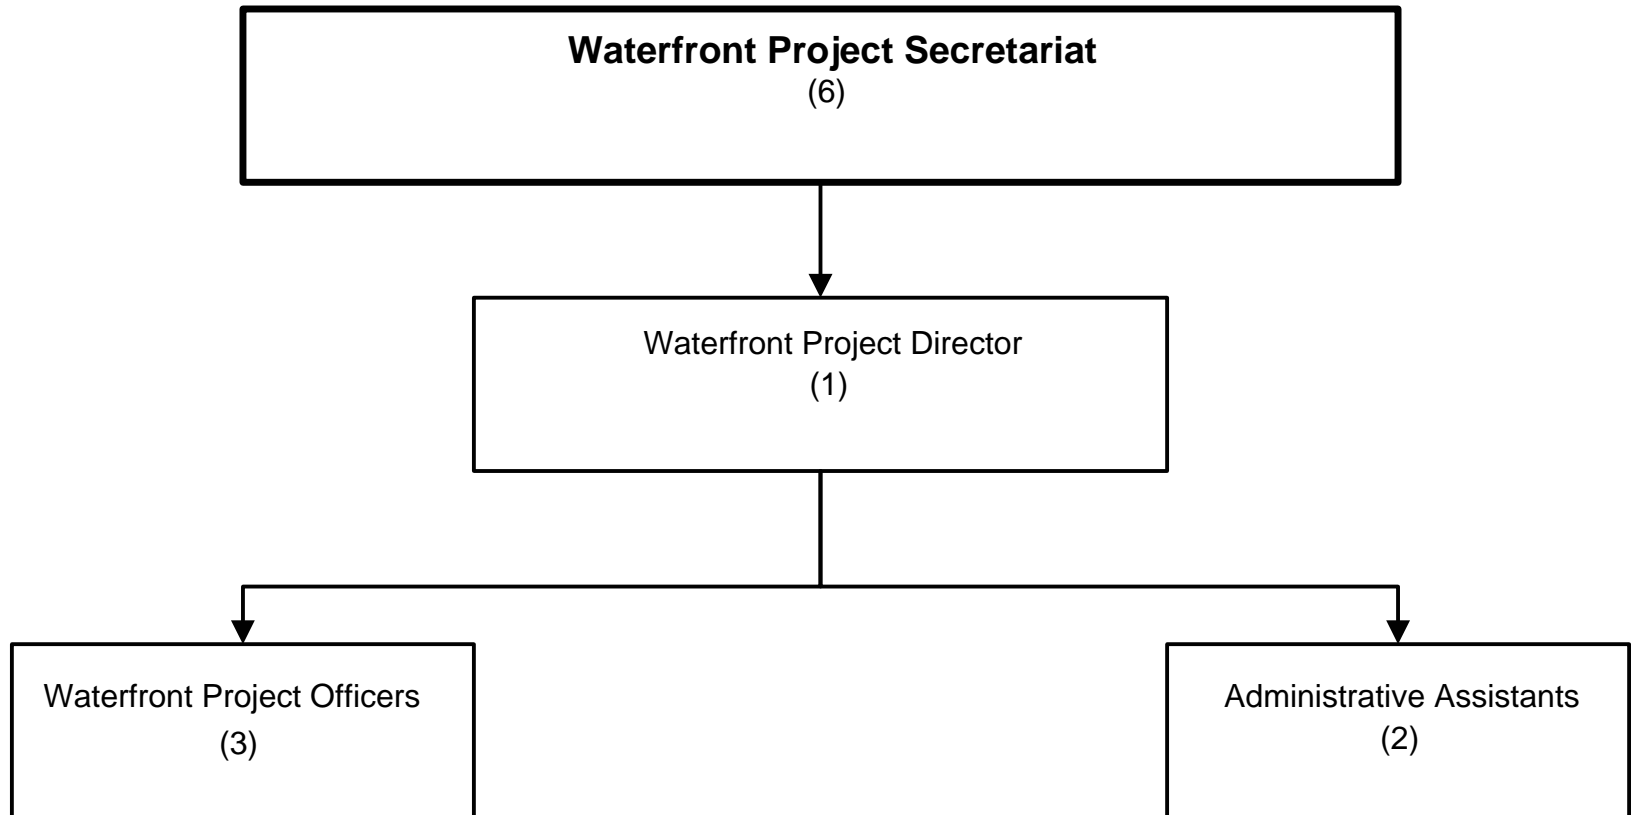 Waterfront Project Secretariat
(6)
Waterfront Project Director
(1)
Waterfront Project Officers
(3)
Administrative Assistants
(2)